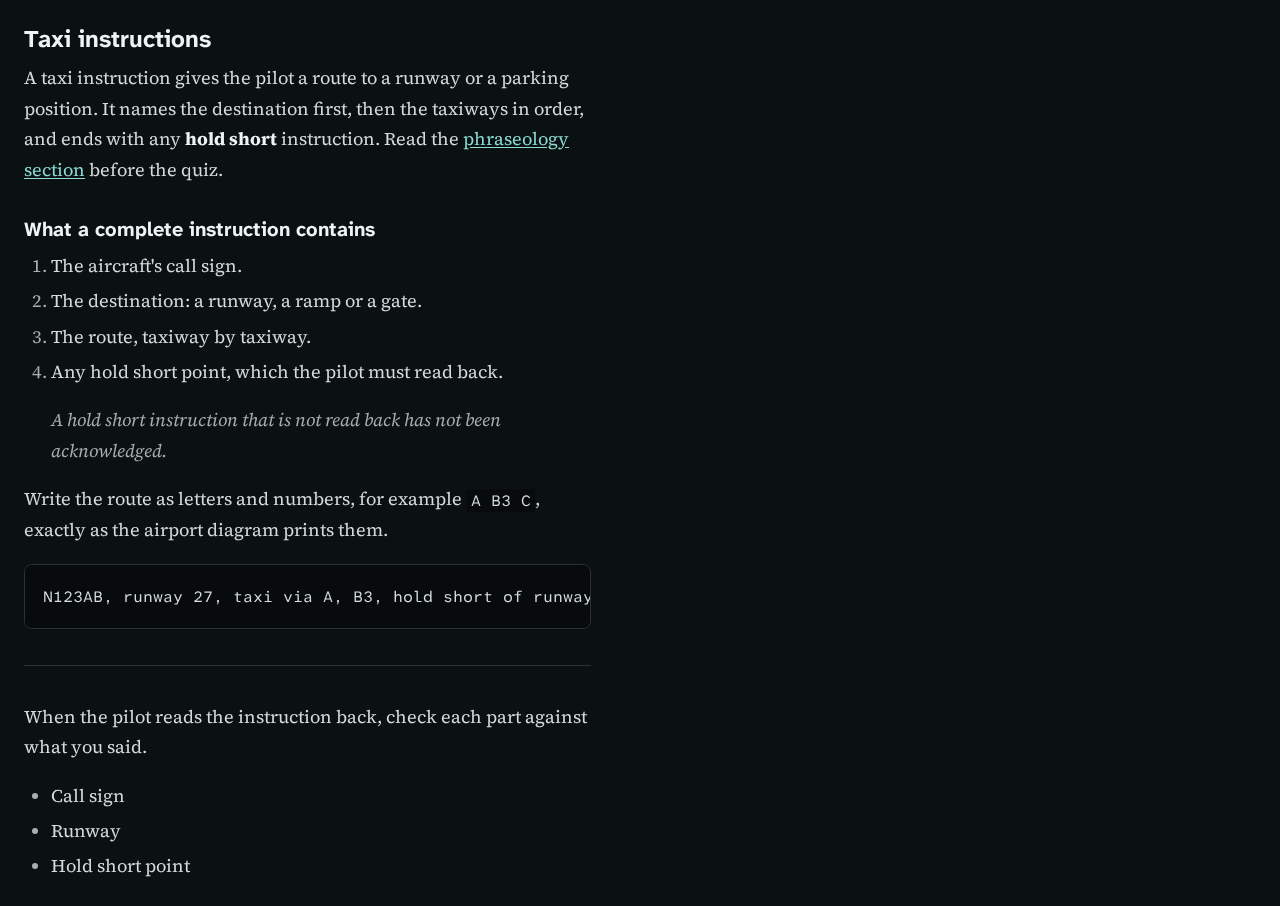 Taxi instructions
A taxi instruction gives the pilot a route to a runway or a parking
position. It names the destination first, then the taxiways in order,
and ends with any hold short instruction. Read the phraseology
section before the quiz.
What a complete instruction contains
1. The aircraft's call sign.
2. The destination: a runway, a ramp or a gate.
3. The route, taxiway by taxiway.
4. Any hold short point, which the pilot must read back.
A hold short instruction that is not read back has not been
acknowledged.
Write the route as letters and numbers, for example A B3 C,
exactly as the airport diagram prints them.
N123AB, runway 27, taxi via A, B3, hold short of runway
When the pilot reads the instruction back, check each part against
what you said.
• Call sign
• Runway
• Hold short point